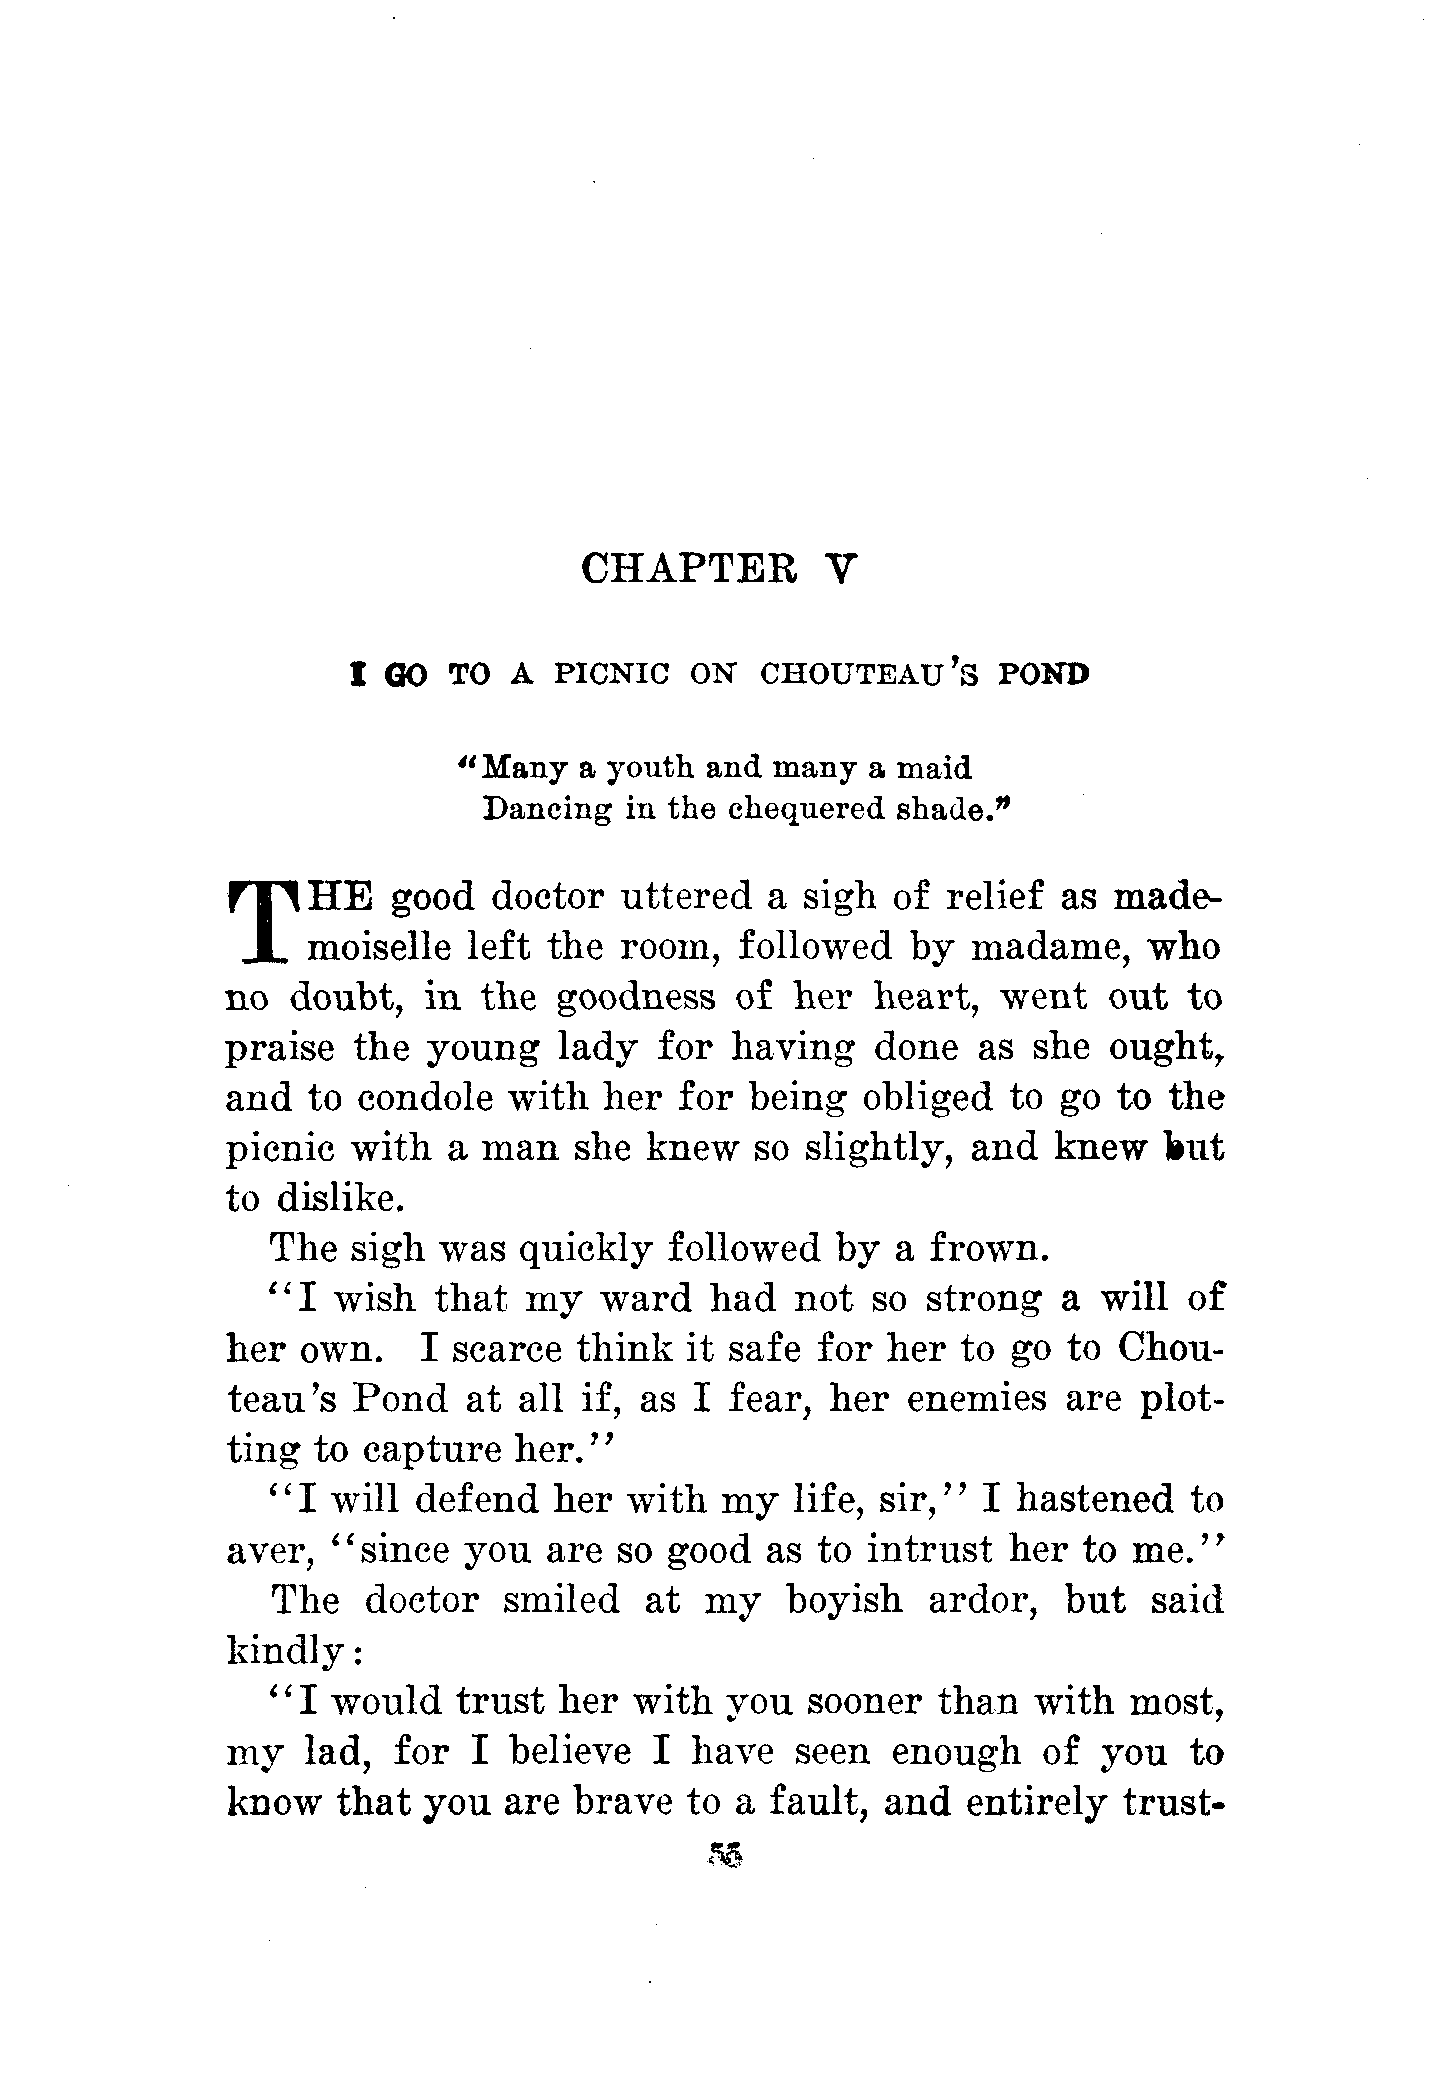 CHAPTER V
I GO TO A PICNIC ON CHOUTEAU'S POND
"Many a youth and many a maid
Dancing in the chequered shade."
THE good doctor uttered a sigh of relief as made-
moiselle left the room, followed by madame, who
no doubt, in the goodness of her heart, went out to
praise the young lady for having done as she ought,
and to condole with her for being obliged to go to the
picnic with a man she knew so slightly, and knew but
to dislike.
The sigh was quickly followed by a frown.
"I wish that my ward had not so strong a will of
her own. I scarce think it safe for her to go to Chou-
teau's Pond at all if, as I fear, her enemies are plot-
ting to capture her."
"I will defend her with my life, sir," I hastened to
aver, "since you are so good as to intrust her to me."
The doctor smiled at my boyish ardor, but said
kindly:
"I would trust her with you sooner than with most,
my lad, for I believe I have seen enough of you to
know that you are brave to a fault, and entirely trust-
55